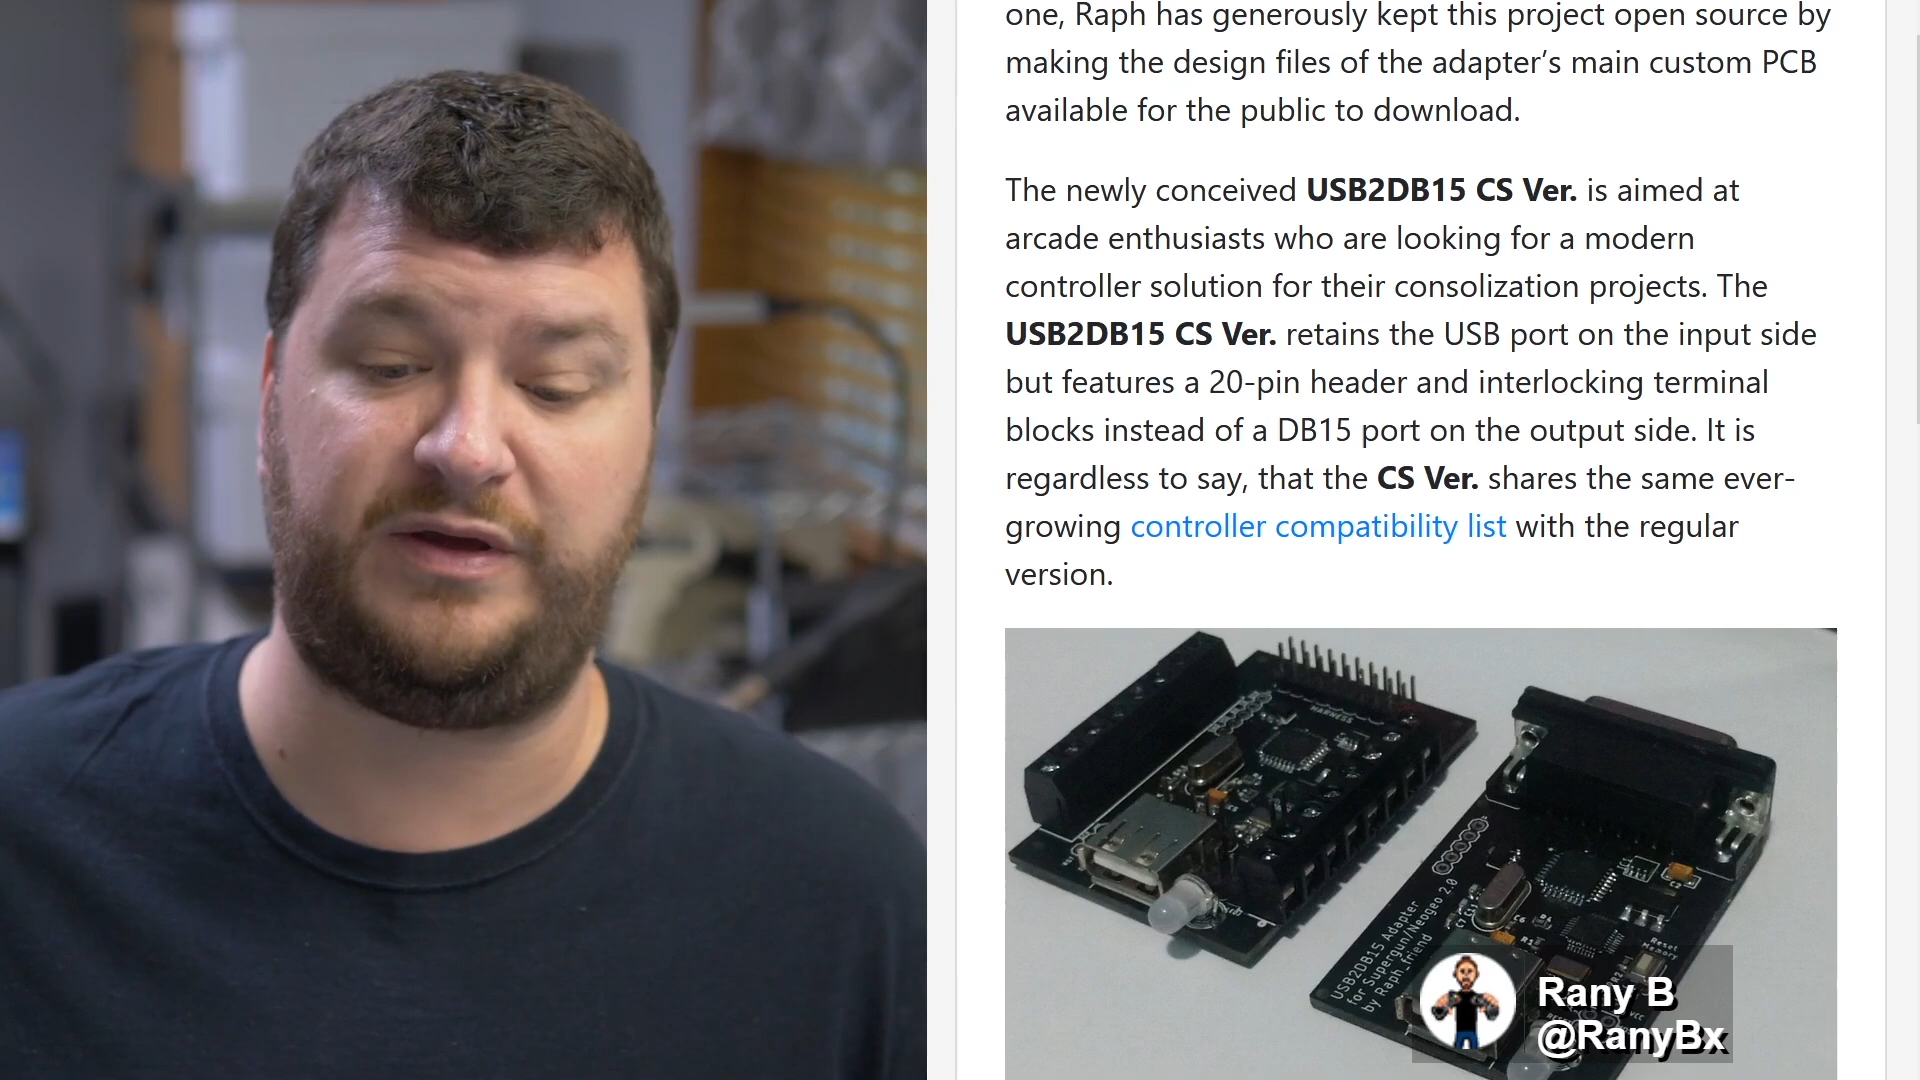 one, Raph has generously kept this project open source by
making the design files of the adapter’s main custom PCB
available for the public to download.
The newly conceived USB2DB15 CS Ver. is aimed at
arcade enthusiasts who are looking for a modern
controller solution for their consolization projects. The
USB2DB15 CS Ver. retains the USB port on the input side
but features a 20-pin header and interlocking terminal
blocks instead of a DB15 port on the output side. It is
regardless to say, that the CS Ver. shares the same ever-
growing controller compatibility list with the regular
version.
HARNESS
USB2DB15 Adapter
for Supergun/Neogeo 2.0
by Raph_friend
Reset
Memory
Rany B
@RanyBx